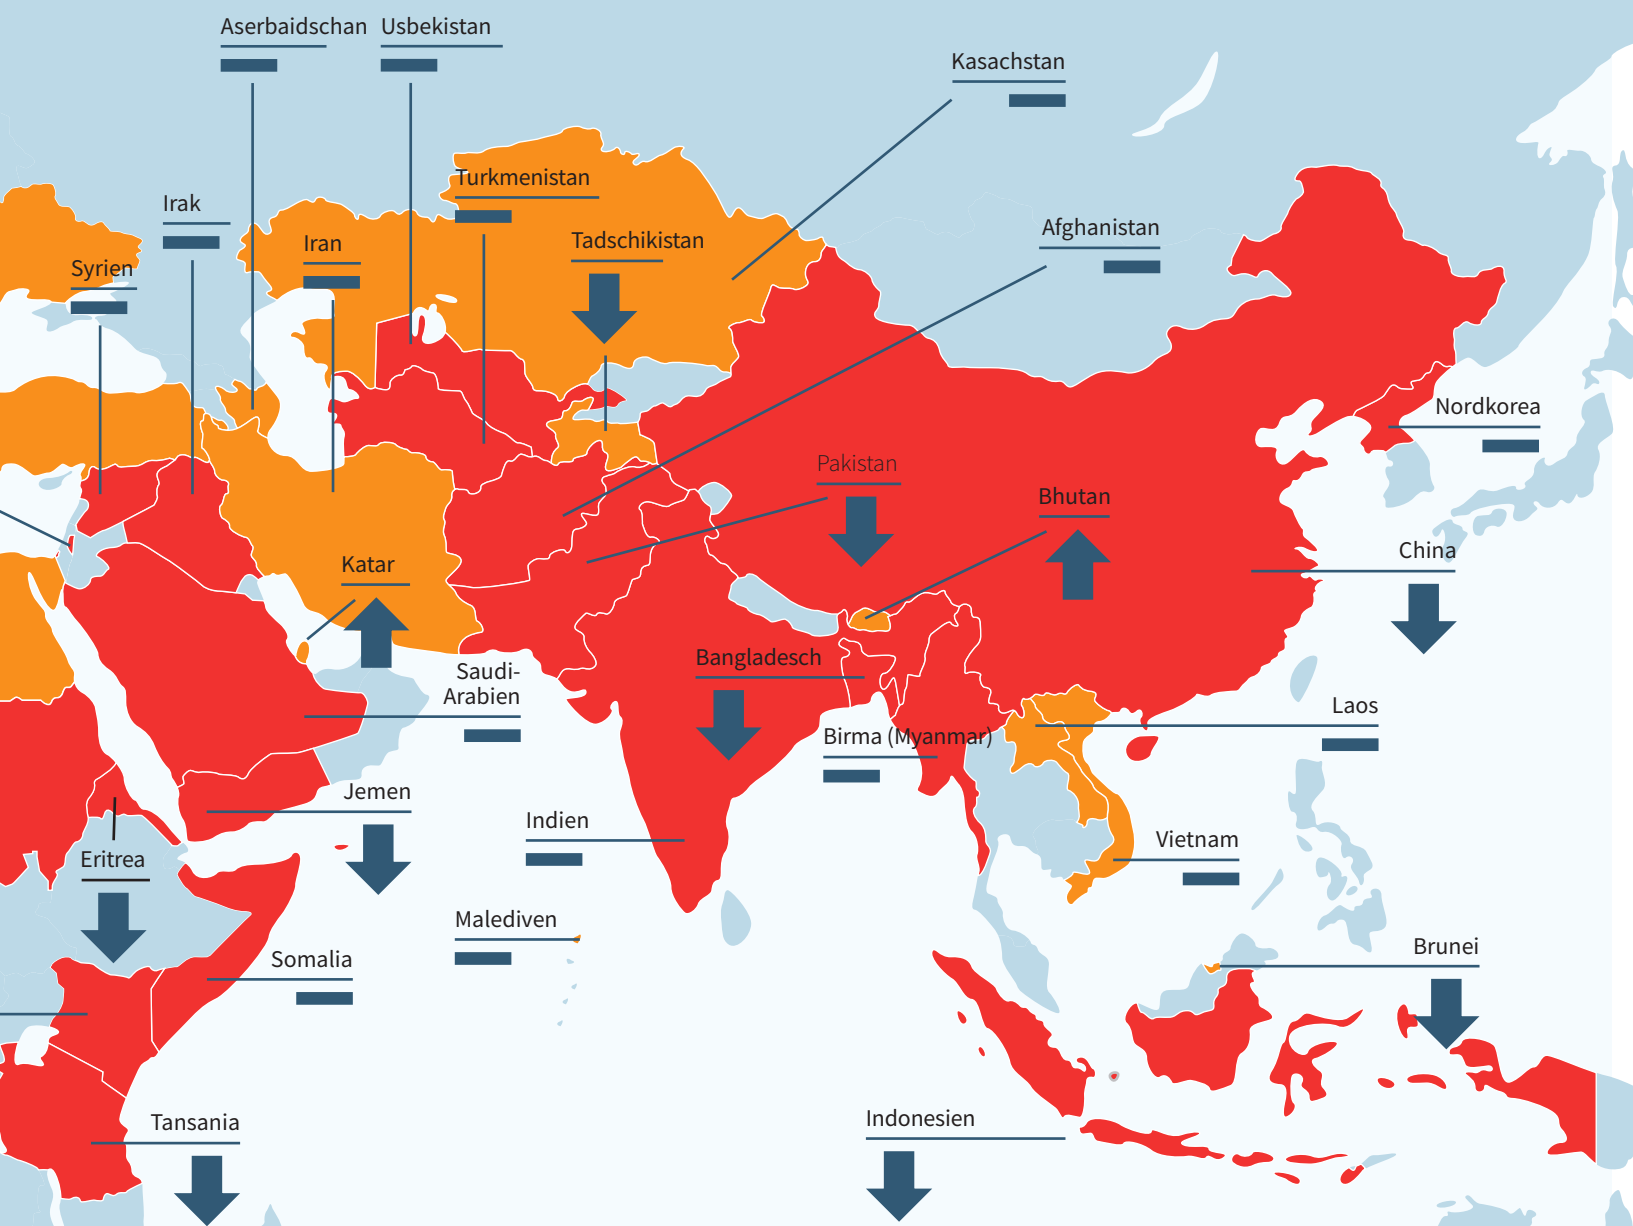 Aserbaidschan
Usbekistan
Kasachstan
Turkmenistan
Irak
Iran
Tadschikistan
Afghanistan
Syrien
Nordkorea
Pakistan
Bhutan
China
Katar
Bangladesch
Saudi-
Arabien
Laos
Birma (Myanmar)
Jemen
Indien
Vietnam
Eritrea
Malediven
Brunei
Somalia
Tansania
Indonesien